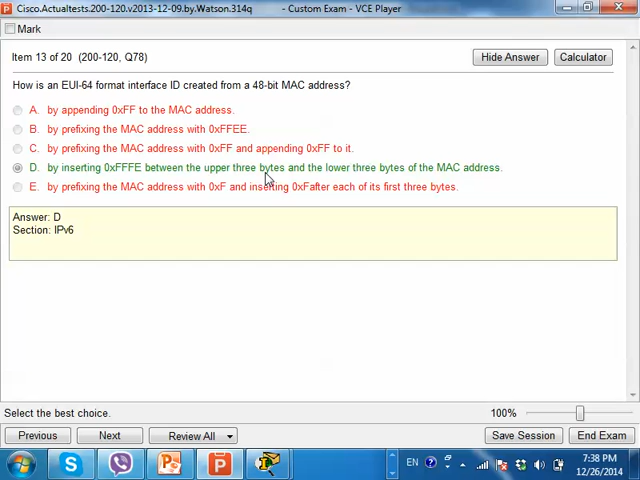 Cisco.Actualtests.200-120.v2013-12-09.by.Watson.314q - Custom Exam - VCE Player
Mark
Item 13 of 20 (200-120, Q78)
Hide Answer
Calculator
How is an EUI-64 format interface ID created from a 48-bit MAC address?
A. by appending 0xFF to the MAC address.
B. by prefixing the MAC address with 0xFFEE.
C. by prefixing the MAC address with 0xFF and appending 0xFF to it.
D. by inserting 0xFFFE between the upper three bytes and the lower three bytes of the MAC address.
E. by prefixing the MAC address with 0xF and inserting 0xFafter each of its first three bytes.
Answer: D
Section: IPv6
Select the best choice.
100%
Previous
Next
Review All
Save Session
End Exam
EN
7:38 PM
12/26/2014